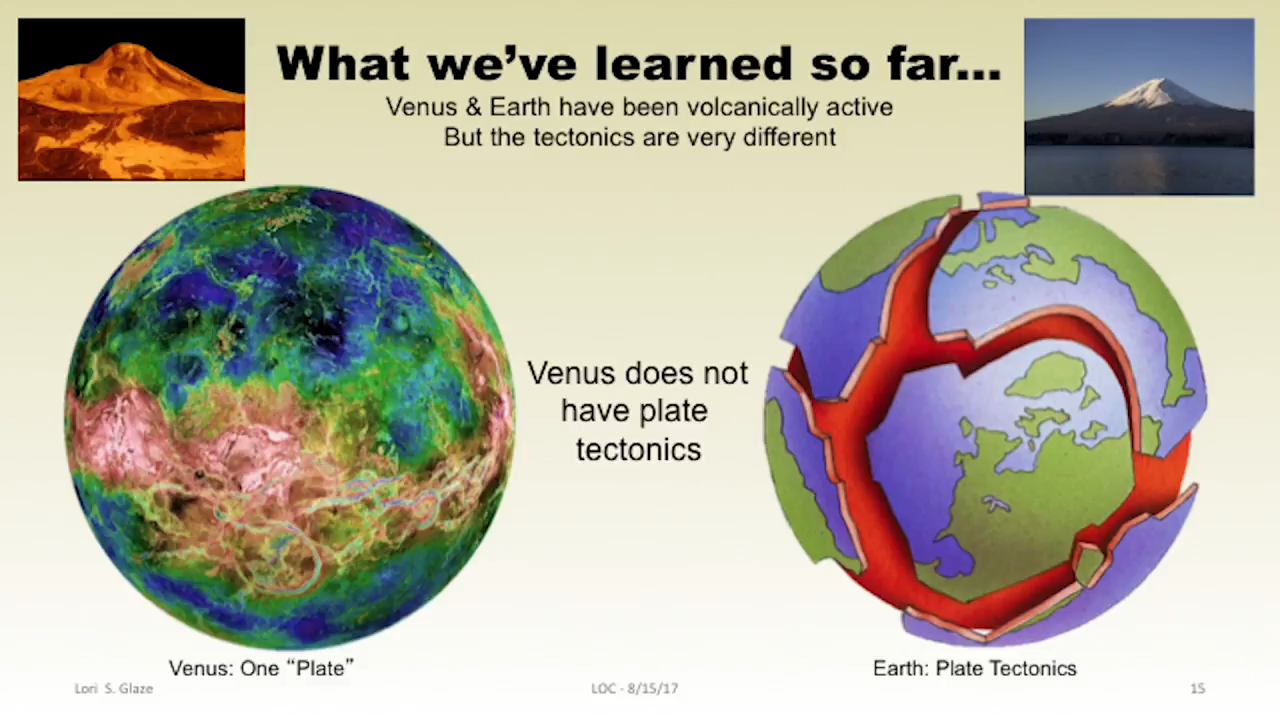 What we’ve learned so far...
Venus & Earth have been volcanically active
But the tectonics are very different
Venus does not
have plate
tectonics
Venus: One “Plate”
Earth: Plate Tectonics
Lori S. Glaze
LOC - 8/15/17
15